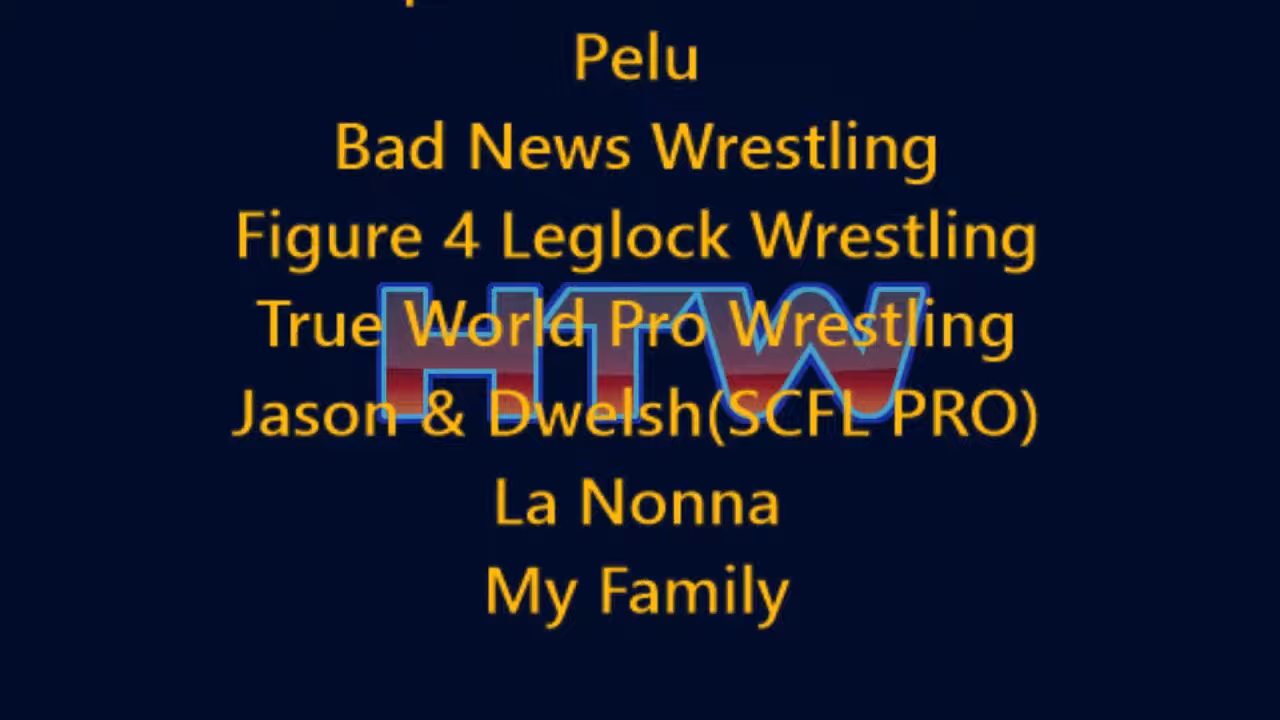 Pelu
Bad News Wrestling
Figure 4 Leglock Wrestling
True World Pro Wrestling
HTW
Jason & Dwelsh(SCFL PRO)
La Nonna
My Family